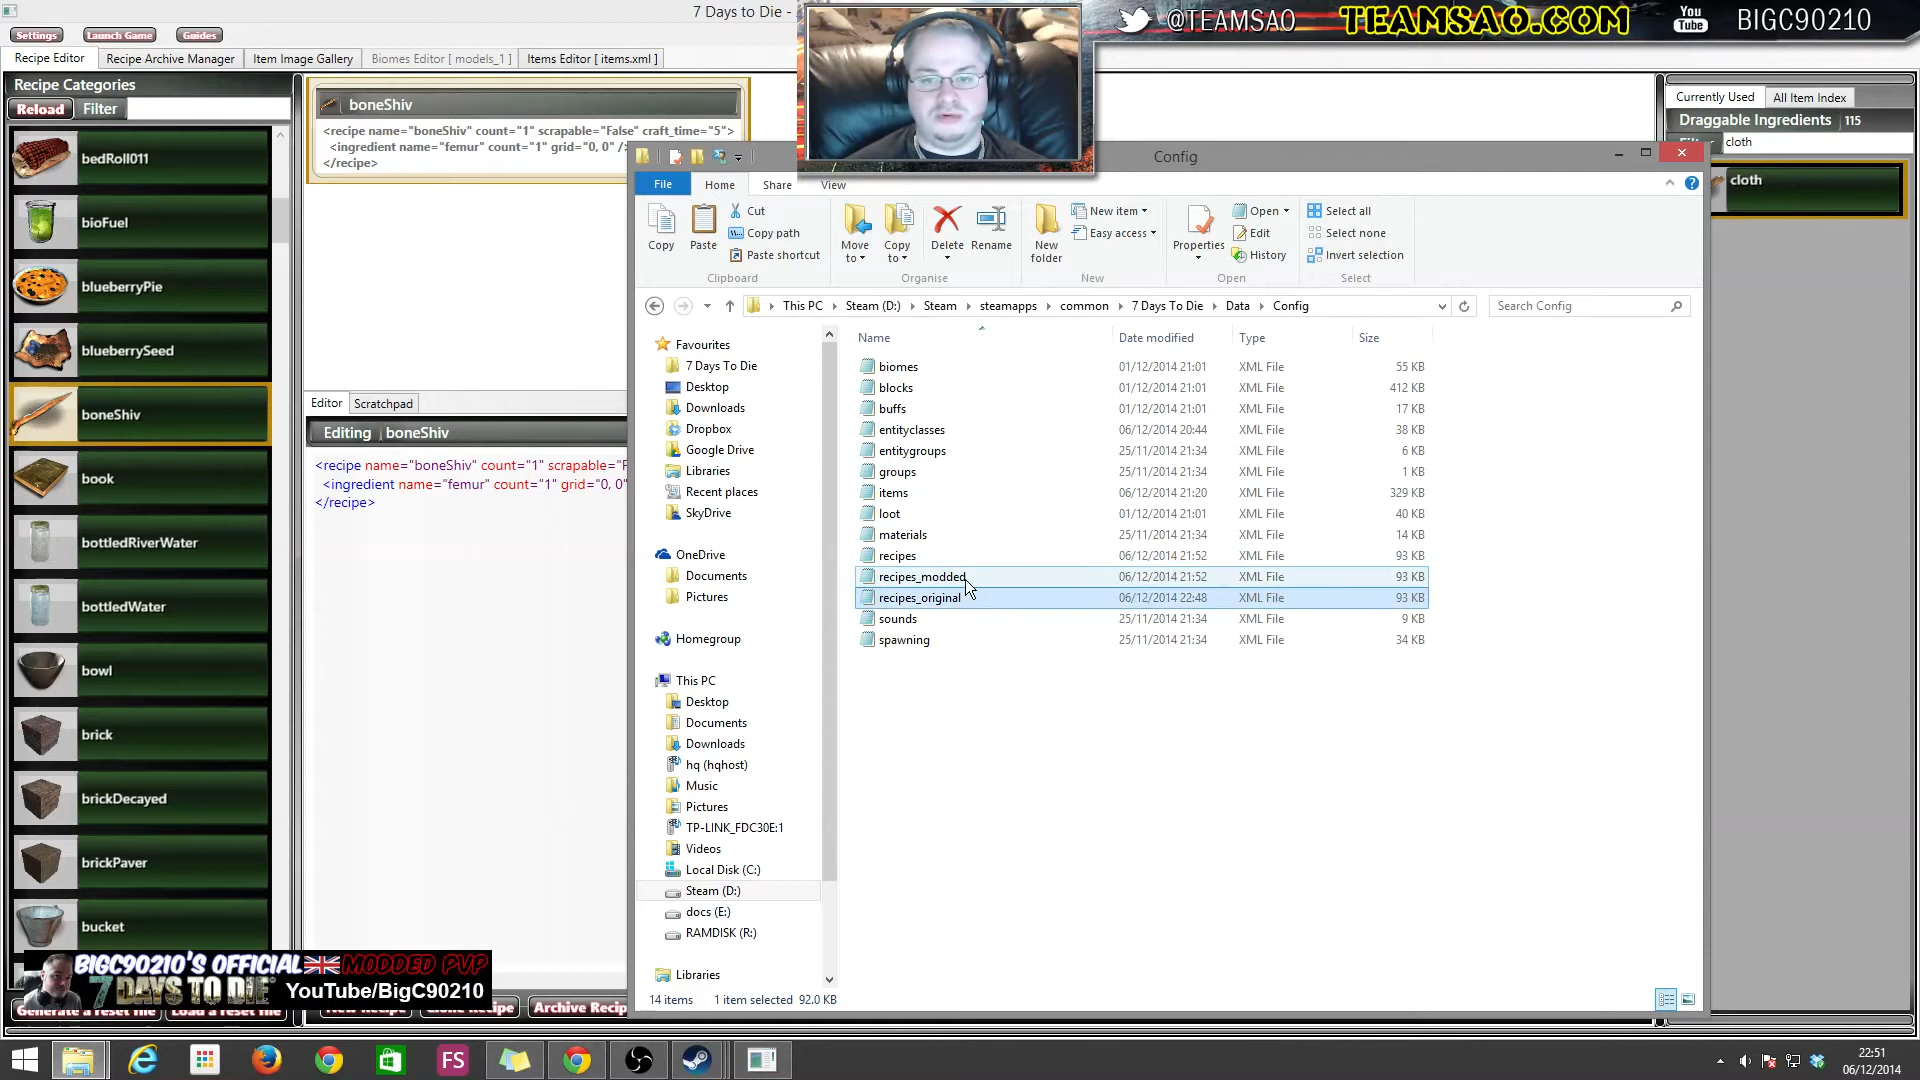 7 Days to Die -
@TEAMSAO
TEAMSAO.COM
You
Tube
BIGC90210
Settings
Launch Game
Guides
Recipe Editor
Recipe Archive Manager
Item Image Gallery
Biomes Editor [ models_1 ]
Items Editor [ items.xml ]
Recipe Categories
Reload
Filter
bedRoll011
bioFuel
blueberryPie
blueberrySeed
boneShiv
book
bottledRiverWater
bottledWater
bowl
brick
brickDecayed
brickPaver
bucket
boneShiv
<recipe name="boneShiv" count="1" scrapable="False" craft_time="5">
<ingredient name="femur" count="1" grid="0, 0" />
</recipe>
Editor
Scratchpad
Editing boneShiv
<recipe name="boneShiv" count="1" scrapable="F
<ingredient name="femur" count="1" grid="0, 0"
</recipe>
Currently Used
All Item Index
Draggable Ingredients 115
cloth
cloth
Config
File
Home
Share
View
Copy
Paste
Cut
Copy path
Paste shortcut
Clipboard
Move to
Copy to
Delete
Rename
Organise
New folder
New item
Easy access
New
Properties
Open
Edit
History
Open
Select all
Select none
Invert selection
Select
This PC
Steam (D:)
Steam
steamapps
common
7 Days To Die
Data
Config
Search Config
Favourites
7 Days To Die
Desktop
Downloads
Dropbox
Google Drive
Libraries
Recent places
SkyDrive
OneDrive
Documents
Pictures
Homegroup
This PC
Desktop
Documents
Downloads
hq (hqhost)
Music
Pictures
TP-LINK_FDC30E:1
Videos
Local Disk (C:)
Steam (D:)
docs (E:)
RAMDISK (R:)
Libraries
Name Date modified Type Size
biomes 01/12/2014 21:01 XML File 55 KB
blocks 01/12/2014 21:01 XML File 412 KB
buffs 01/12/2014 21:01 XML File 17 KB
entityclasses 06/12/2014 20:44 XML File 38 KB
entitygroups 25/11/2014 21:34 XML File 6 KB
groups 25/11/2014 21:34 XML File 1 KB
items 06/12/2014 21:20 XML File 329 KB
loot 01/12/2014 21:01 XML File 40 KB
materials 25/11/2014 21:34 XML File 14 KB
recipes 06/12/2014 21:52 XML File 93 KB
recipes_modded 06/12/2014 21:52 XML File 93 KB
recipes_original 06/12/2014 22:48 XML File 93 KB
sounds 25/11/2014 21:34 XML File 9 KB
spawning 25/11/2014 21:34 XML File 34 KB
14 items 1 item selected 92.0 KB
BIGC90210'S OFFICIAL MODDED PVP
7 DAYS TO DIE YouTube/BigC90210
Generate a reset file
Load a reset file
New Recipe
Clone Recipe
Archive Recip
FS
22:51
06/12/2014